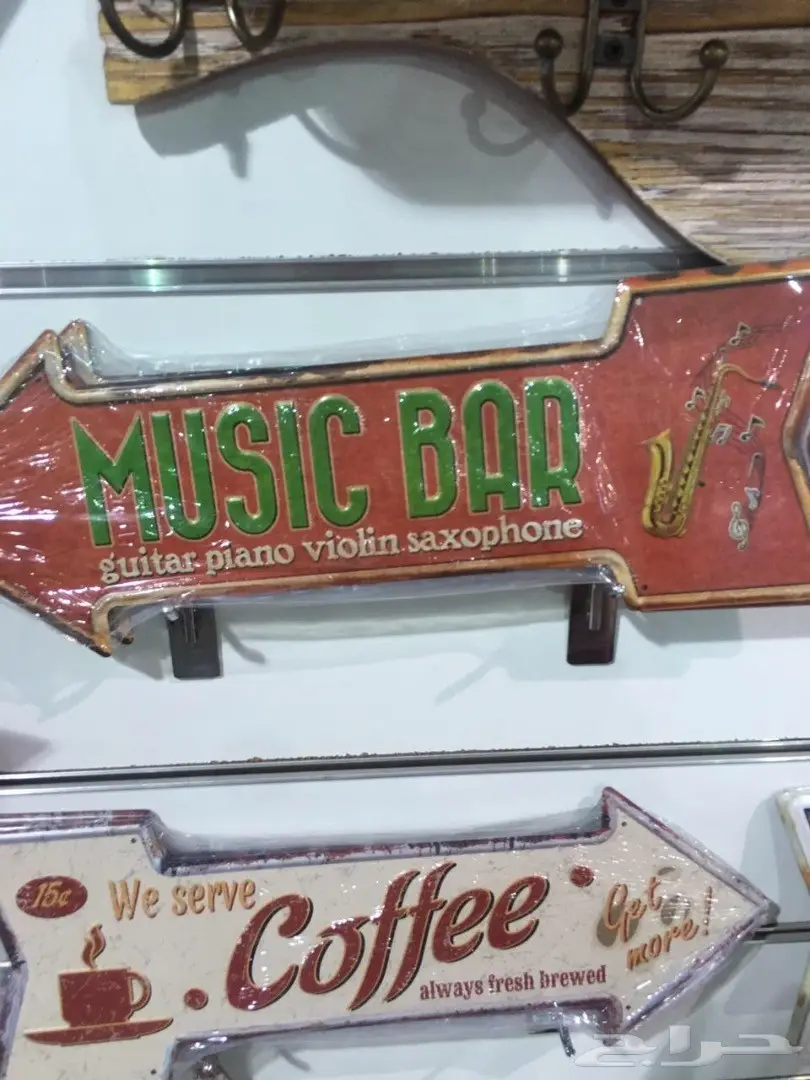 MUSIC BAR
guitar piano violin saxophone
15¢
We serve
Coffee
Get more!
always fresh brewed
حراج